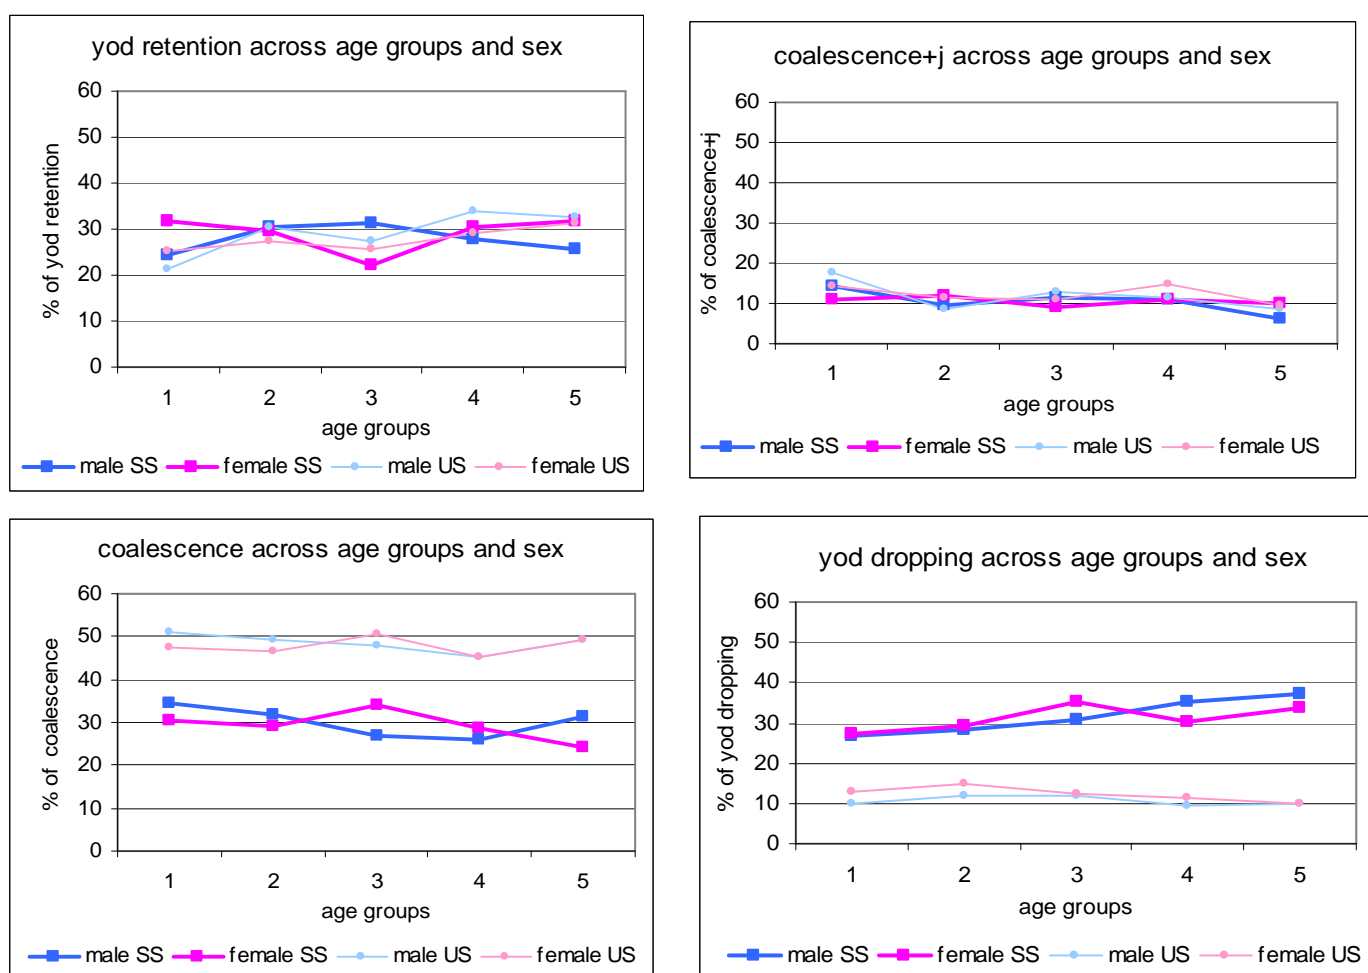 yod retention across age groups and sex
60
50
40
30
20
10
0
% of yod retention
1 2 3 4 5
age groups
male SS female SS male US female US
coalescence+j across age groups and sex
60
50
40
30
20
10
0
% of coalescence+j
1 2 3 4 5
age groups
male SS female SS male US female US
coalescence across age groups and sex
60
50
40
30
20
10
0
% of coalescence
1 2 3 4 5
age groups
male SS female SS male US female US
yod dropping across age groups and sex
60
50
40
30
20
10
0
% of yod dropping
1 2 3 4 5
age groups
male SS female SS male US female US